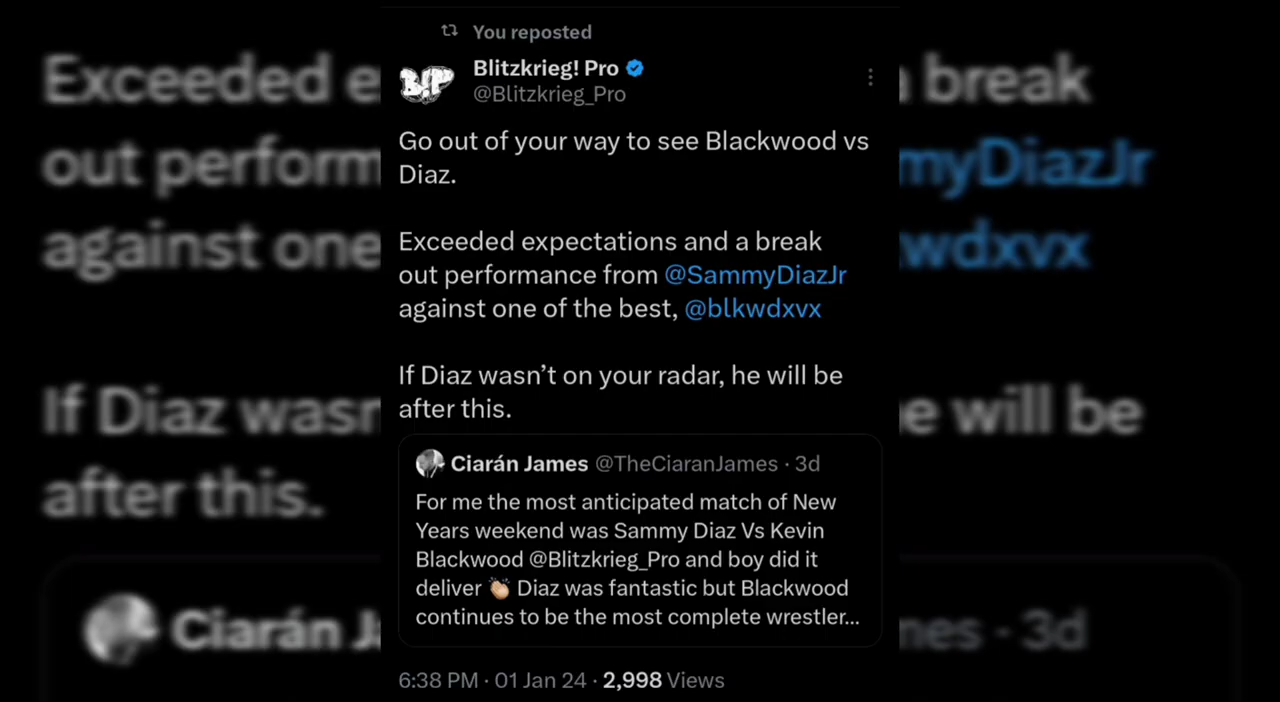 You reposted
B!P
Blitzkrieg! Pro
@Blitzkrieg_Pro
Go out of your way to see Blackwood vs
Diaz.
Exceeded expectations and a break
out performance from @SammyDiazJr
against one of the best, @blkwdxvx
If Diaz wasn’t on your radar, he will be
after this.
Ciarán James @TheCiaranJames · 3d
For me the most anticipated match of New
Years weekend was Sammy Diaz Vs Kevin
Blackwood @Blitzkrieg_Pro and boy did it
deliver 👏🏼 Diaz was fantastic but Blackwood
continues to be the most complete wrestler...
6:38 PM · 01 Jan 24 · 2,998 Views